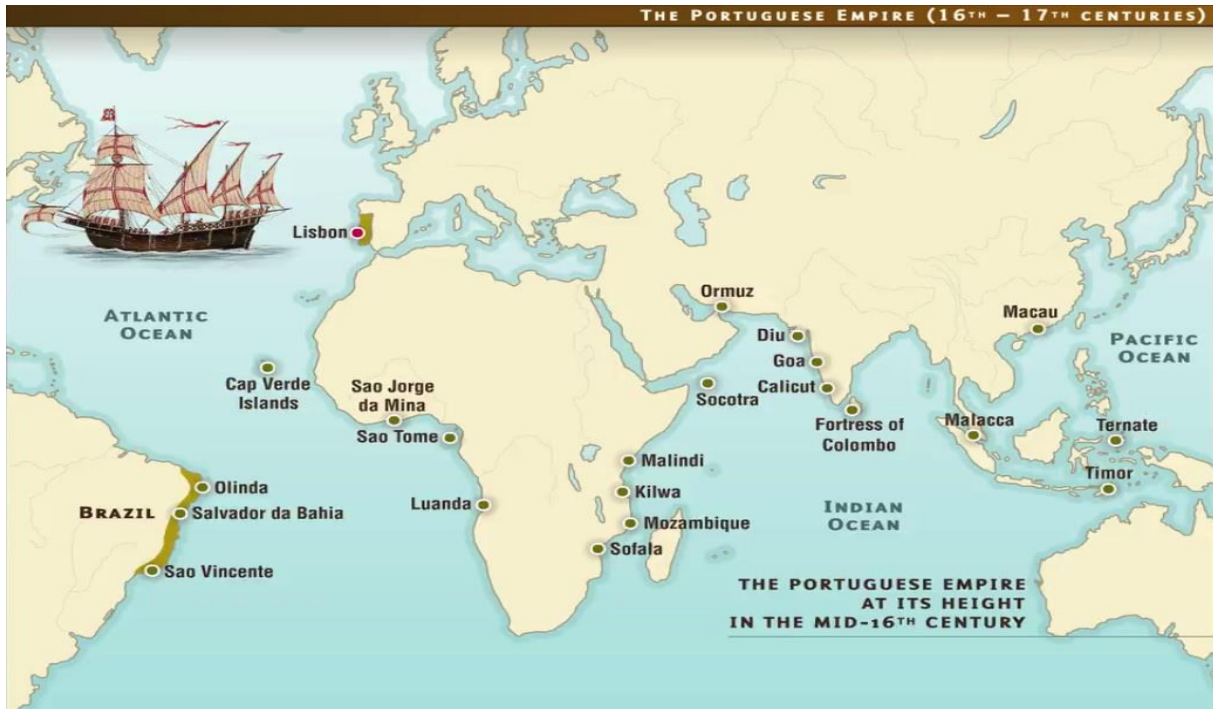 THE PORTUGUESE EMPIRE (16TH – 17TH CENTURIES)
Lisbon
ATLANTIC
OCEAN
Ormuz
Macau
PACIFIC
OCEAN
Diu
Goa
Calicut
Cap Verde
Islands
Sao Jorge
da Mina
Socotra
Fortress of
Colombo
Malacca
Ternate
Sao Tome
Malindi
Timor
Olinda
Kilwa
BRAZIL
Salvador da Bahia
Luanda
INDIAN
OCEAN
Mozambique
Sofala
Sao Vincente
THE PORTUGUESE EMPIRE
AT ITS HEIGHT
IN THE MID-16TH CENTURY